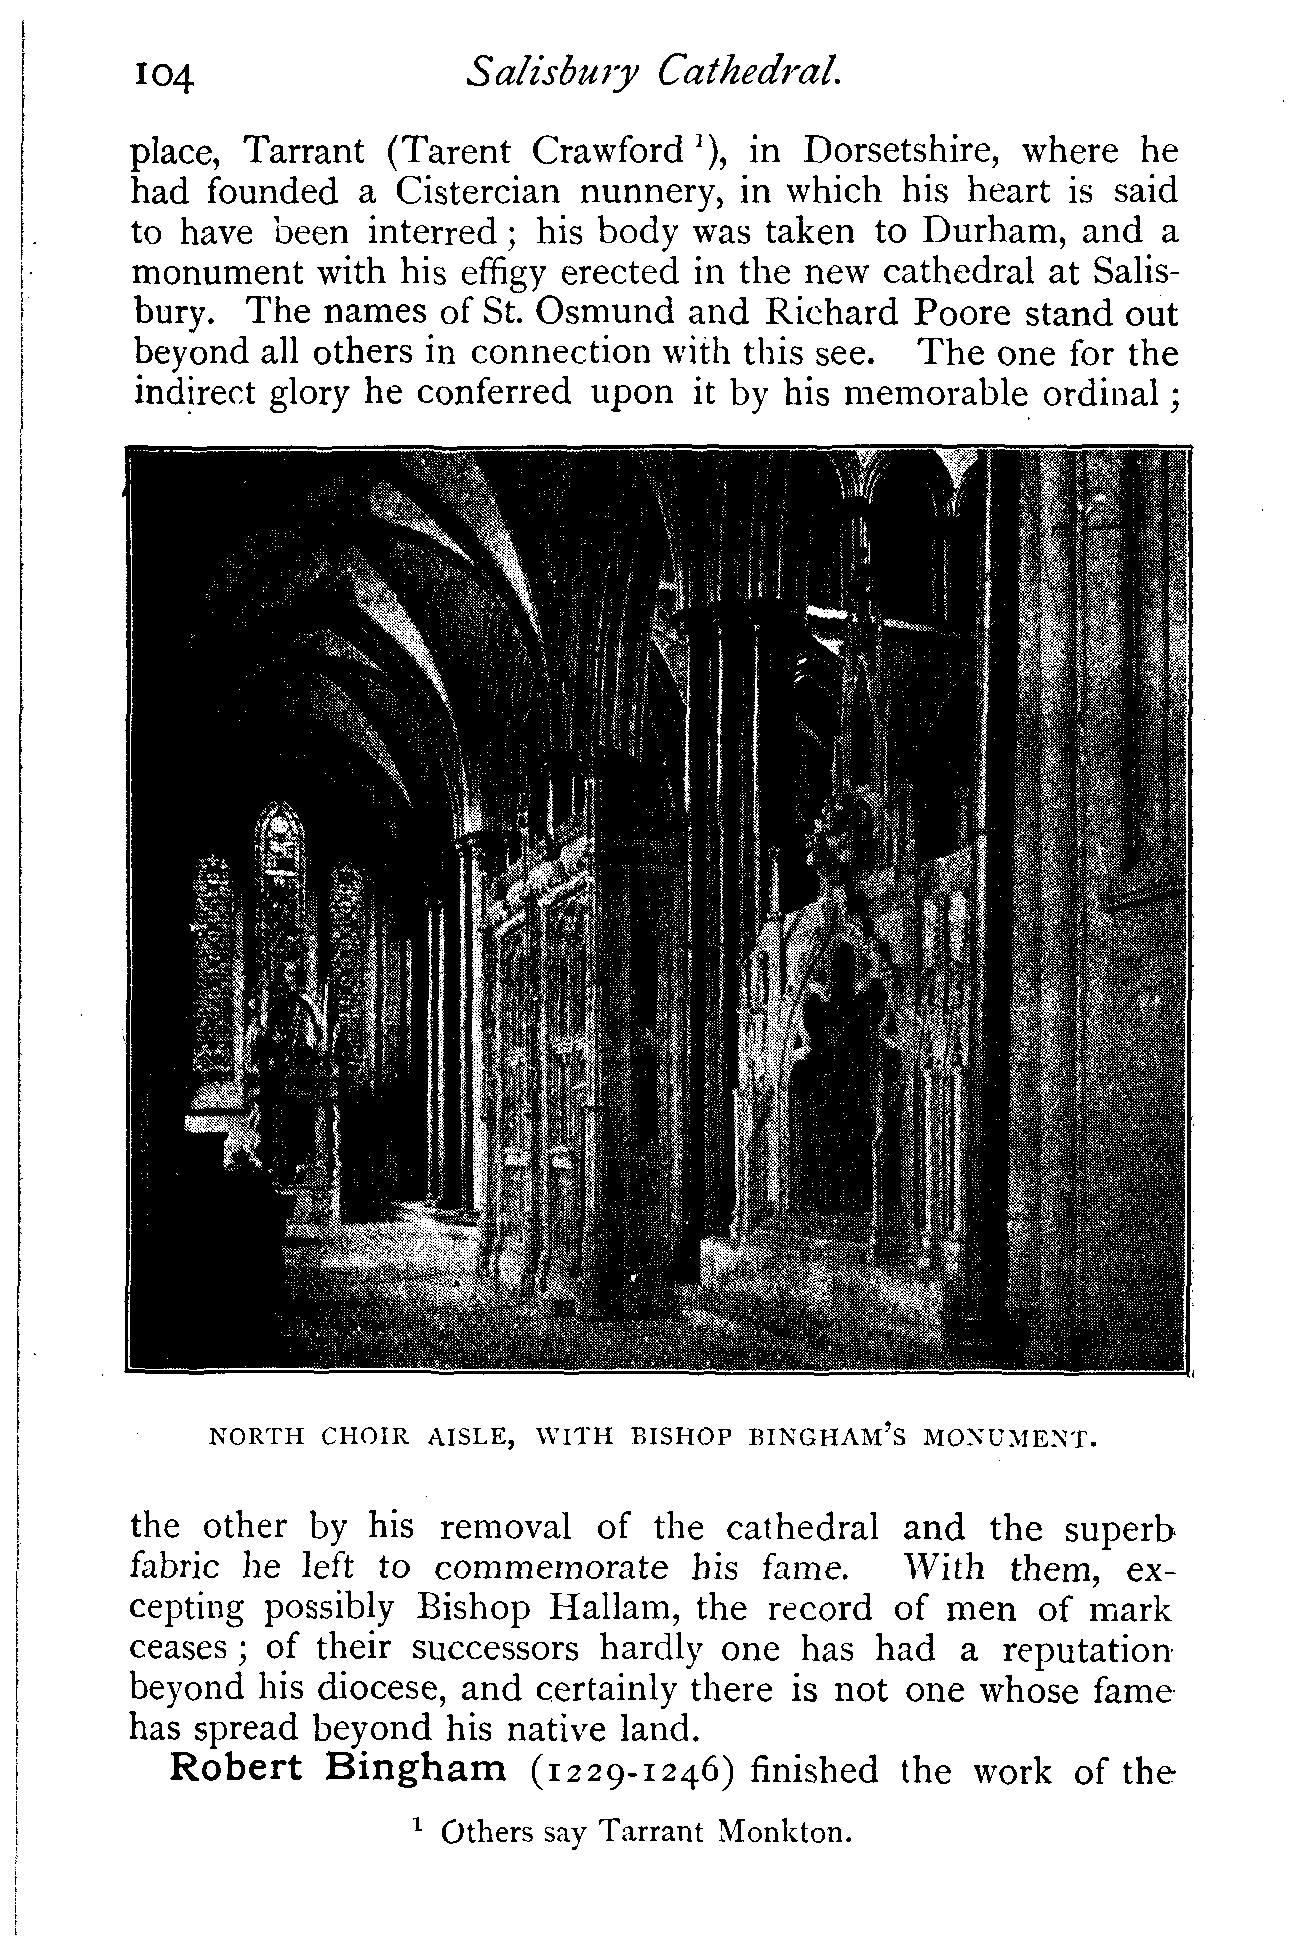 104 Salisbury Cathedral.
place, Tarrant (Tarent Crawford ¹), in Dorsetshire, where he
had founded a Cistercian nunnery, in which his heart is said
to have been interred ; his body was taken to Durham, and a
monument with his effigy erected in the new cathedral at Salis-
bury. The names of St. Osmund and Richard Poore stand out
beyond all others in connection with this see. The one for the
indirect glory he conferred upon it by his memorable ordinal ;
NORTH CHOIR AISLE, WITH BISHOP BINGHAM'S MONUMENT.
the other by his removal of the cathedral and the superb
fabric he left to commemorate his fame. With them, ex-
cepting possibly Bishop Hallam, the record of men of mark
ceases ; of their successors hardly one has had a reputation
beyond his diocese, and certainly there is not one whose fame
has spread beyond his native land.
Robert Bingham (1229-1246) finished the work of the
¹ Others say Tarrant Monkton.